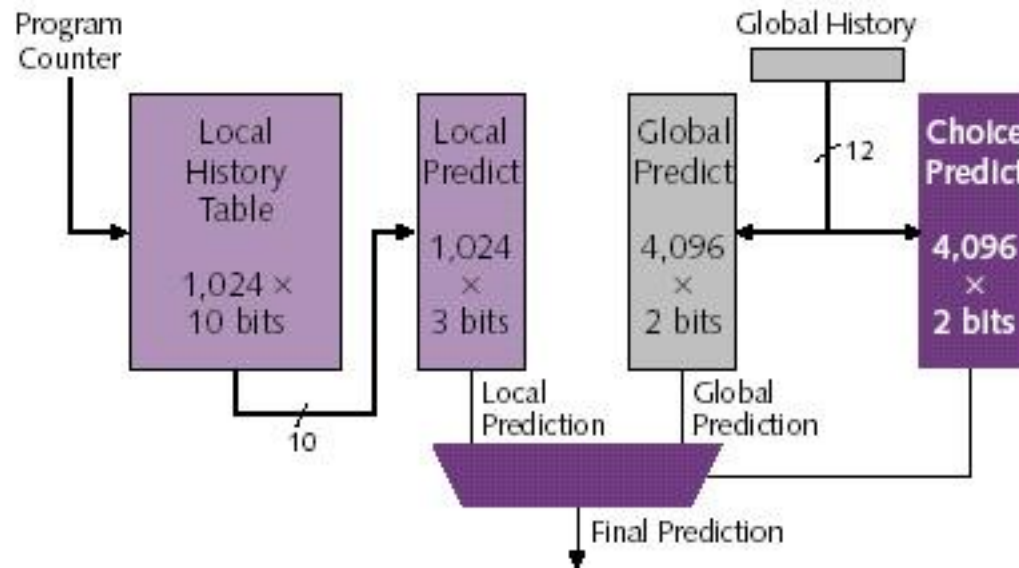 Program
Counter
Global History
Local
History
Table
1,024 ×
10 bits
Local
Predict
1,024
×
3 bits
Global
Predict
4,096
×
2 bits
12
Choice
Predict
4,096
×
2 bits
10
Local
Prediction
Global
Prediction
Final Prediction